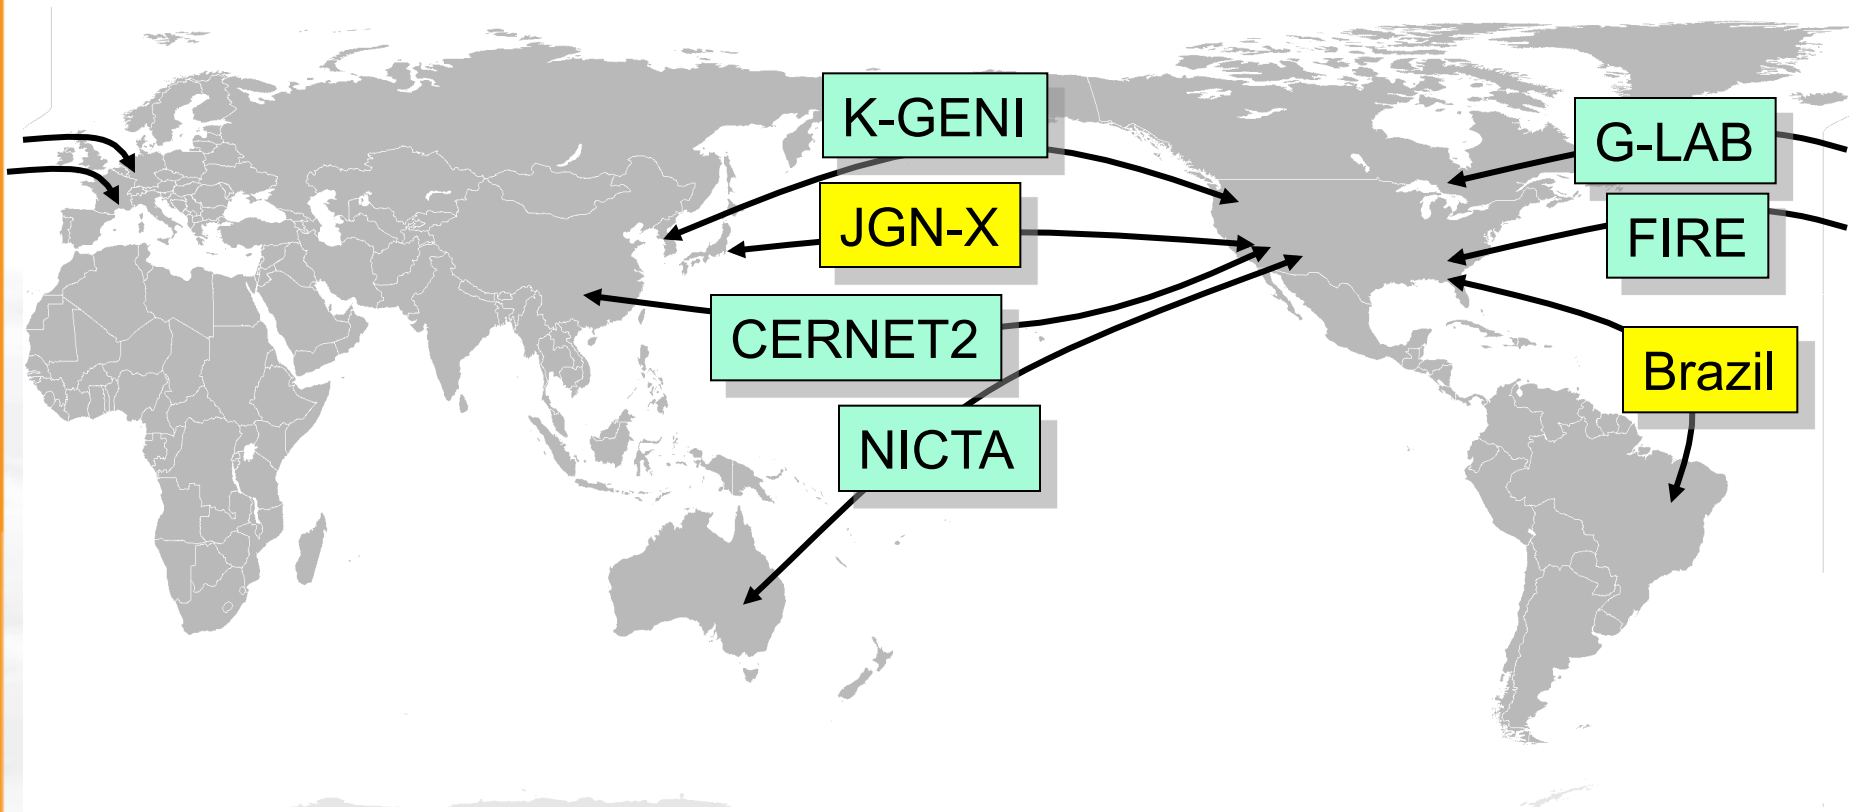 K-GENI
G-LAB
JGN-X
FIRE
CERNET2
Brazil
NICTA